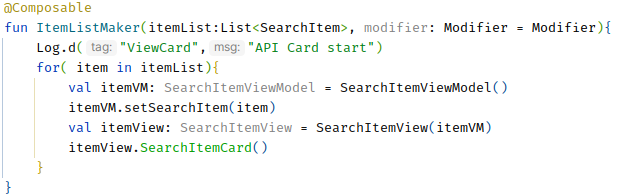 @Composable
fun ItemListMaker(itemList:List<SearchItem>, modifier: Modifier = Modifier){
    Log.d( tag: "ViewCard", msg: "API Card start")
    for( item in itemList){
        val itemVM: SearchItemViewModel = SearchItemViewModel()
        itemVM.setSearchItem(item)
        val itemView: SearchItemView = SearchItemView(itemVM)
        itemView.SearchItemCard()
    }
}